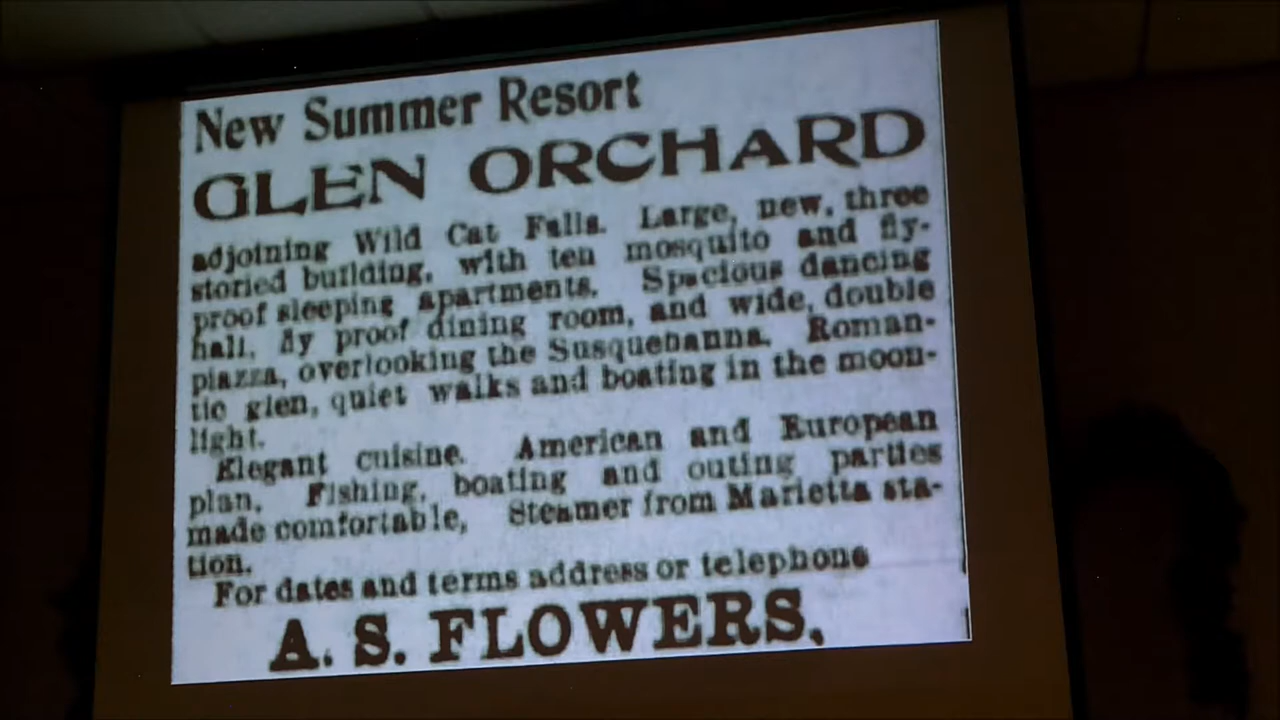 New Summer Resort
GLEN ORCHARD
adjoining Wild Cat Falls. Large, new, three
storied building, with ten mosquito and fly-
proof sleeping apartments. Spacious dancing
hall, fly proof dining room, and wide, double
piazza, overlooking the Susquehanna. Roman-
tic glen, quiet walks and boating in the moon-
light.
Elegant cuisine. American and European
plan. Fishing, boating and outing parties
made comfortable, Steamer from Marietta sta-
tion.
For dates and terms address or telephone
A. S. FLOWERS,